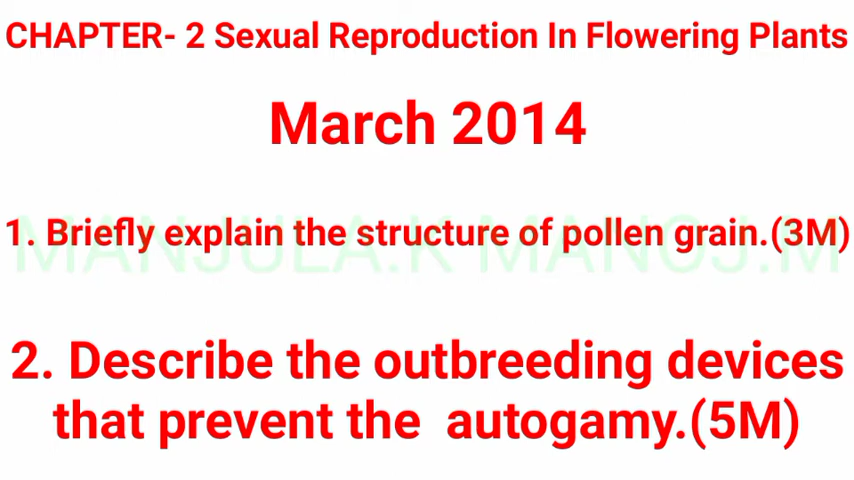 CHAPTER- 2 Sexual Reproduction In Flowering Plants
March 2014
1. Briefly explain the structure of pollen grain.(3M)
MANJULA.K MANOJ.M
2. Describe the outbreeding devices
that prevent the autogamy.(5M)